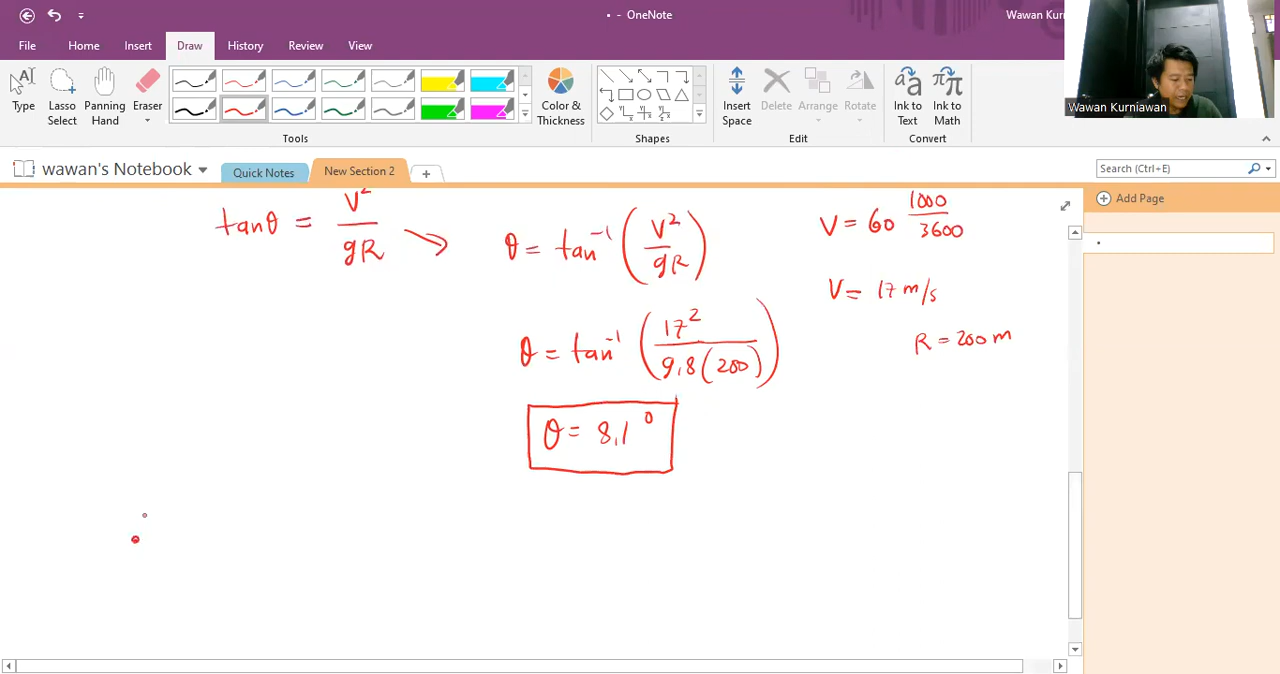 • - OneNote
Wawan Kurn
File Home Insert Draw History Review View
Type
Lasso Select
Panning Hand
Eraser
Color & Thickness
Insert Space
Delete
Arrange
Rotate
Ink to Text
Ink to Math
Tools
Shapes
Edit
Convert
Wawan Kurniawan
wawan's Notebook
Quick Notes
New Section 2
Search (Ctrl+E)
Add Page
tanθ = V²/gR
θ = tan⁻¹ (V²/gR)
V = 60 1000/3600
V = 17 m/s
θ = tan⁻¹ (17²/9,8(200))
R = 200 m
θ = 8,1°